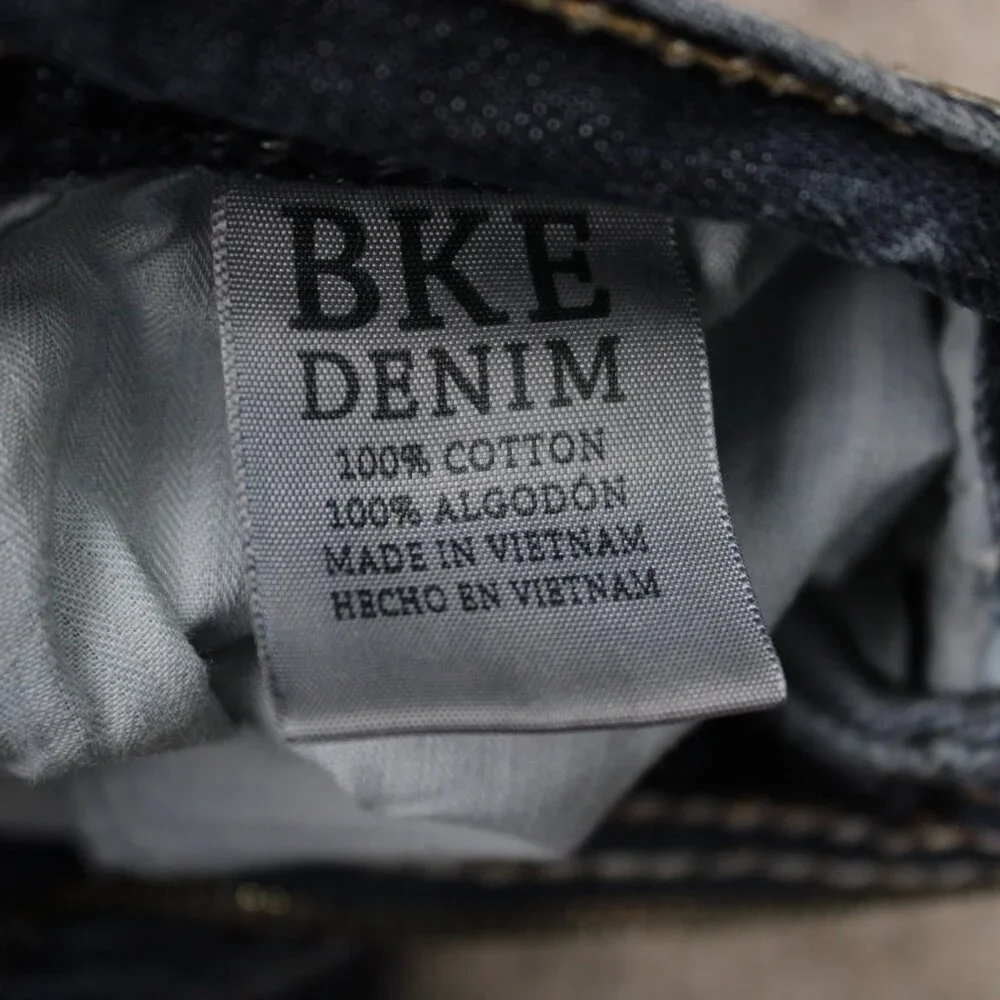 BKE
DENIM
100% COTTON
100% ALGODÓN
MADE IN VIETNAM
HECHO EN VIETNAM